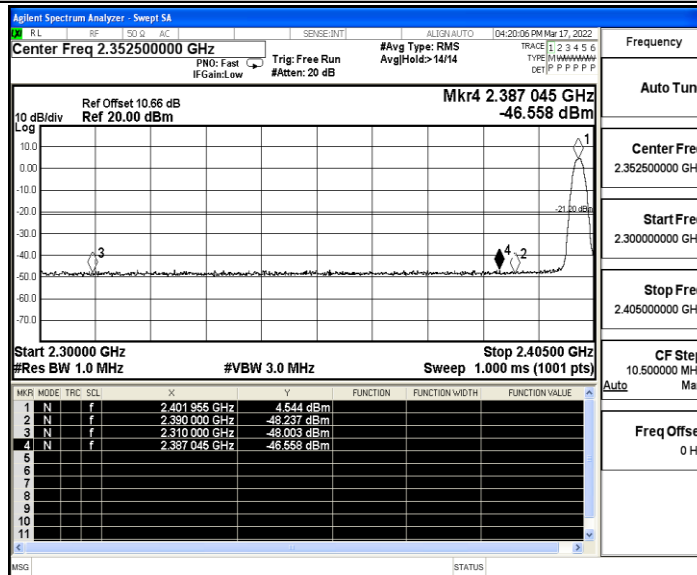 Agilent Spectrum Analyzer - Swept SA
RL RF 50 Ω AC SENSE:INT ALIGN AUTO 04:20:06 PM Mar 17, 2022
Center Freq 2.352500000 GHz #Avg Type: RMS TRACE 1 2 3 4 5 6
PNO: Fast Trig: Free Run Avg|Hold:>14/14 TYPE M
IFGain:Low #Atten: 20 dB DET P P P P P P
Frequency
Auto Tun
Center Fre
2.352500000 GH
Start Fre
2.300000000 GH
Stop Fre
2.405000000 GH
CF Step
10.500000 MH
Auto Ma
Freq Offse
0 H
Mkr4 2.387 045 GHz
-46.558 dBm
Ref Offset 10.66 dB
10 dB/div Ref 20.00 dBm
Log
10.0
0.00
-10.0
-20.0
-30.0
-40.0
-50.0
-60.0
-70.0
1
-21.20 dBm
3
4
2
Start 2.30000 GHz Stop 2.40500 GHz
#Res BW 1.0 MHz #VBW 3.0 MHz Sweep 1.000 ms (1001 pts)
MKR MODE TRC SCL X Y FUNCTION FUNCTION WIDTH FUNCTION VALUE
1 N f 2.401 955 GHz 4.544 dBm
2 N f 2.390 000 GHz -48.237 dBm
3 N f 2.310 000 GHz -48.003 dBm
4 N f 2.387 045 GHz -46.558 dBm
5
6
7
8
9
10
11
MSG STATUS